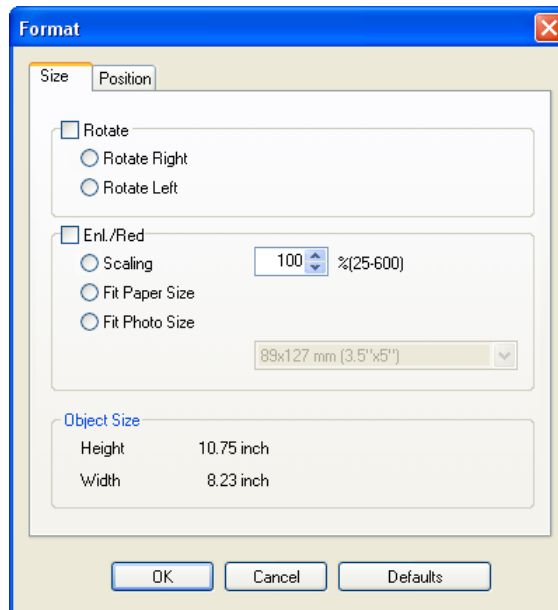 Format
Size Position
Rotate
Rotate Right
Rotate Left
Enl./Red
Scaling 100 %(25-600)
Fit Paper Size
Fit Photo Size
89x127 mm (3.5"x5")
Object Size
Height 10.75 inch
Width 8.23 inch
OK Cancel Defaults